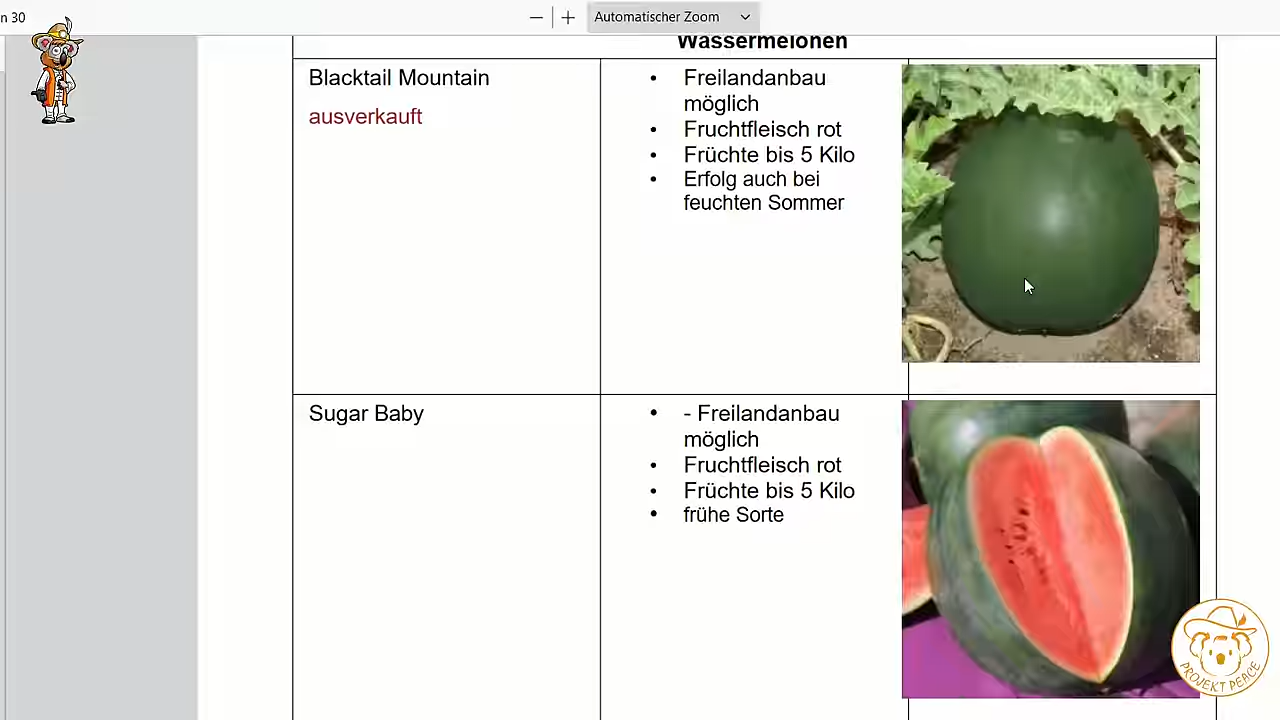 n 30
Automatischer Zoom
Wassermelonen
Blacktail Mountain
ausverkauft
• Freilandanbau
möglich
• Fruchtfleisch rot
• Früchte bis 5 Kilo
• Erfolg auch bei
feuchten Sommer
Sugar Baby
• - Freilandanbau
möglich
• Fruchtfleisch rot
• Früchte bis 5 Kilo
• frühe Sorte
PROJEKT PEACE